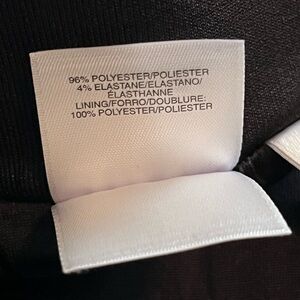 96% POLYESTER/POLIESTER
4% ELASTANE/ELASTANO/
ÉLASTHANNE
LINING/FORRO/DOUBLURE:
100% POLYESTER/POLIESTER